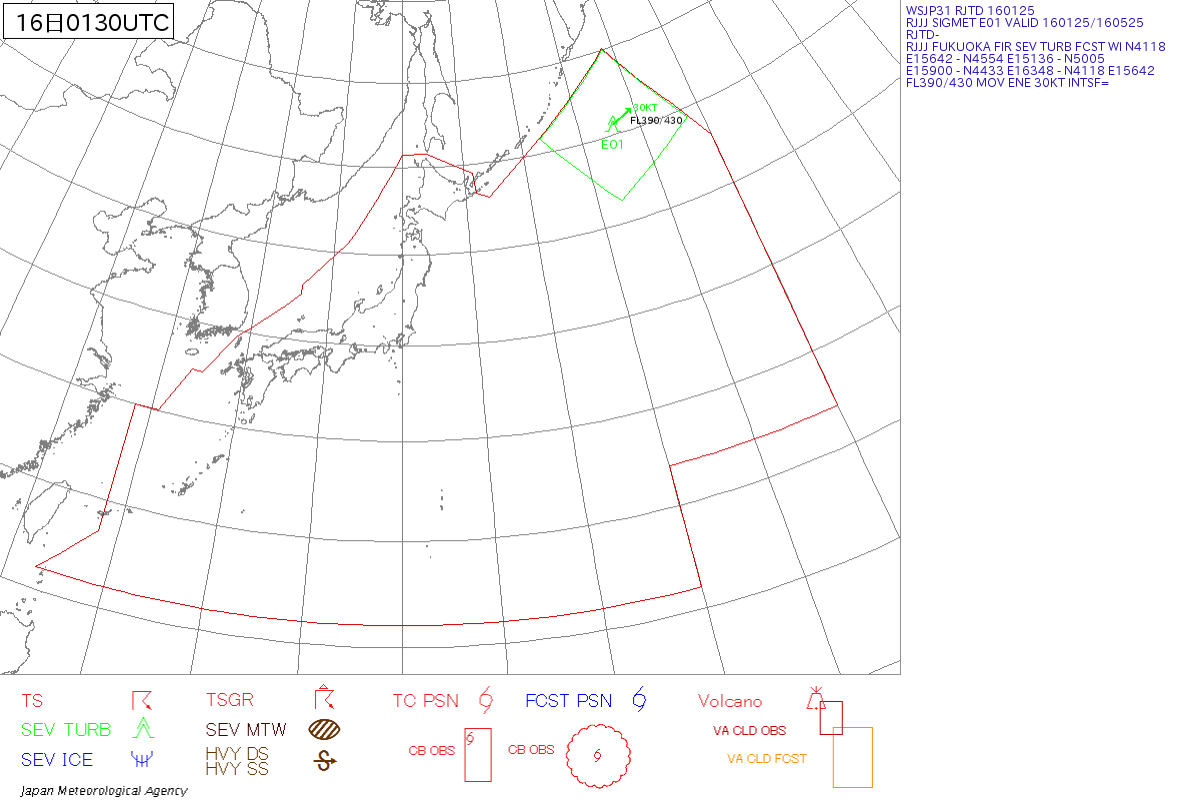 16日0130UTC
WSJP31 RJTD 160125
RJJJ SIGMET E01 VALID 160125/160525
RJTD-
RJJJ FUKUOKA FIR SEV TURB FCST WI N4118
E15642 - N4554 E15136 - N5005
E15900 - N4433 E16348 - N4118 E15642
FL390/430 MOV ENE 30KT INTSF=
30KT
FL390/430
E01
TS
TSGR
TC PSN
FCST PSN
Volcano
SEV TURB
SEV MTW
VA CLD OBS
SEV ICE
HVY DS
HVY SS
CB OBS
CB OBS
VA CLD FCST
Japan Meteorological Agency